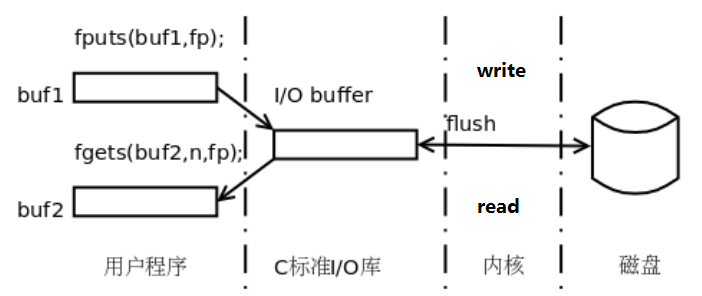 fputs(buf1,fp);
buf1
I/O buffer
write
flush
fgets(buf2,n,fp);
buf2
read
用户程序
C标准I/O库
内核
磁盘